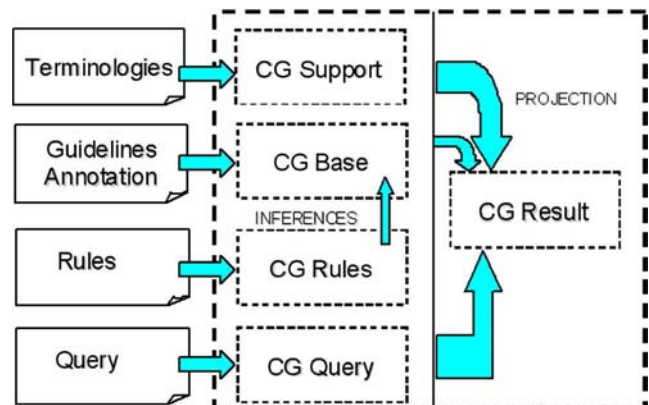 Terminologies
CG Support
PROJECTION
Guidelines
Annotation
CG Base
CG Result
INFERENCES
Rules
CG Rules
Query
CG Query